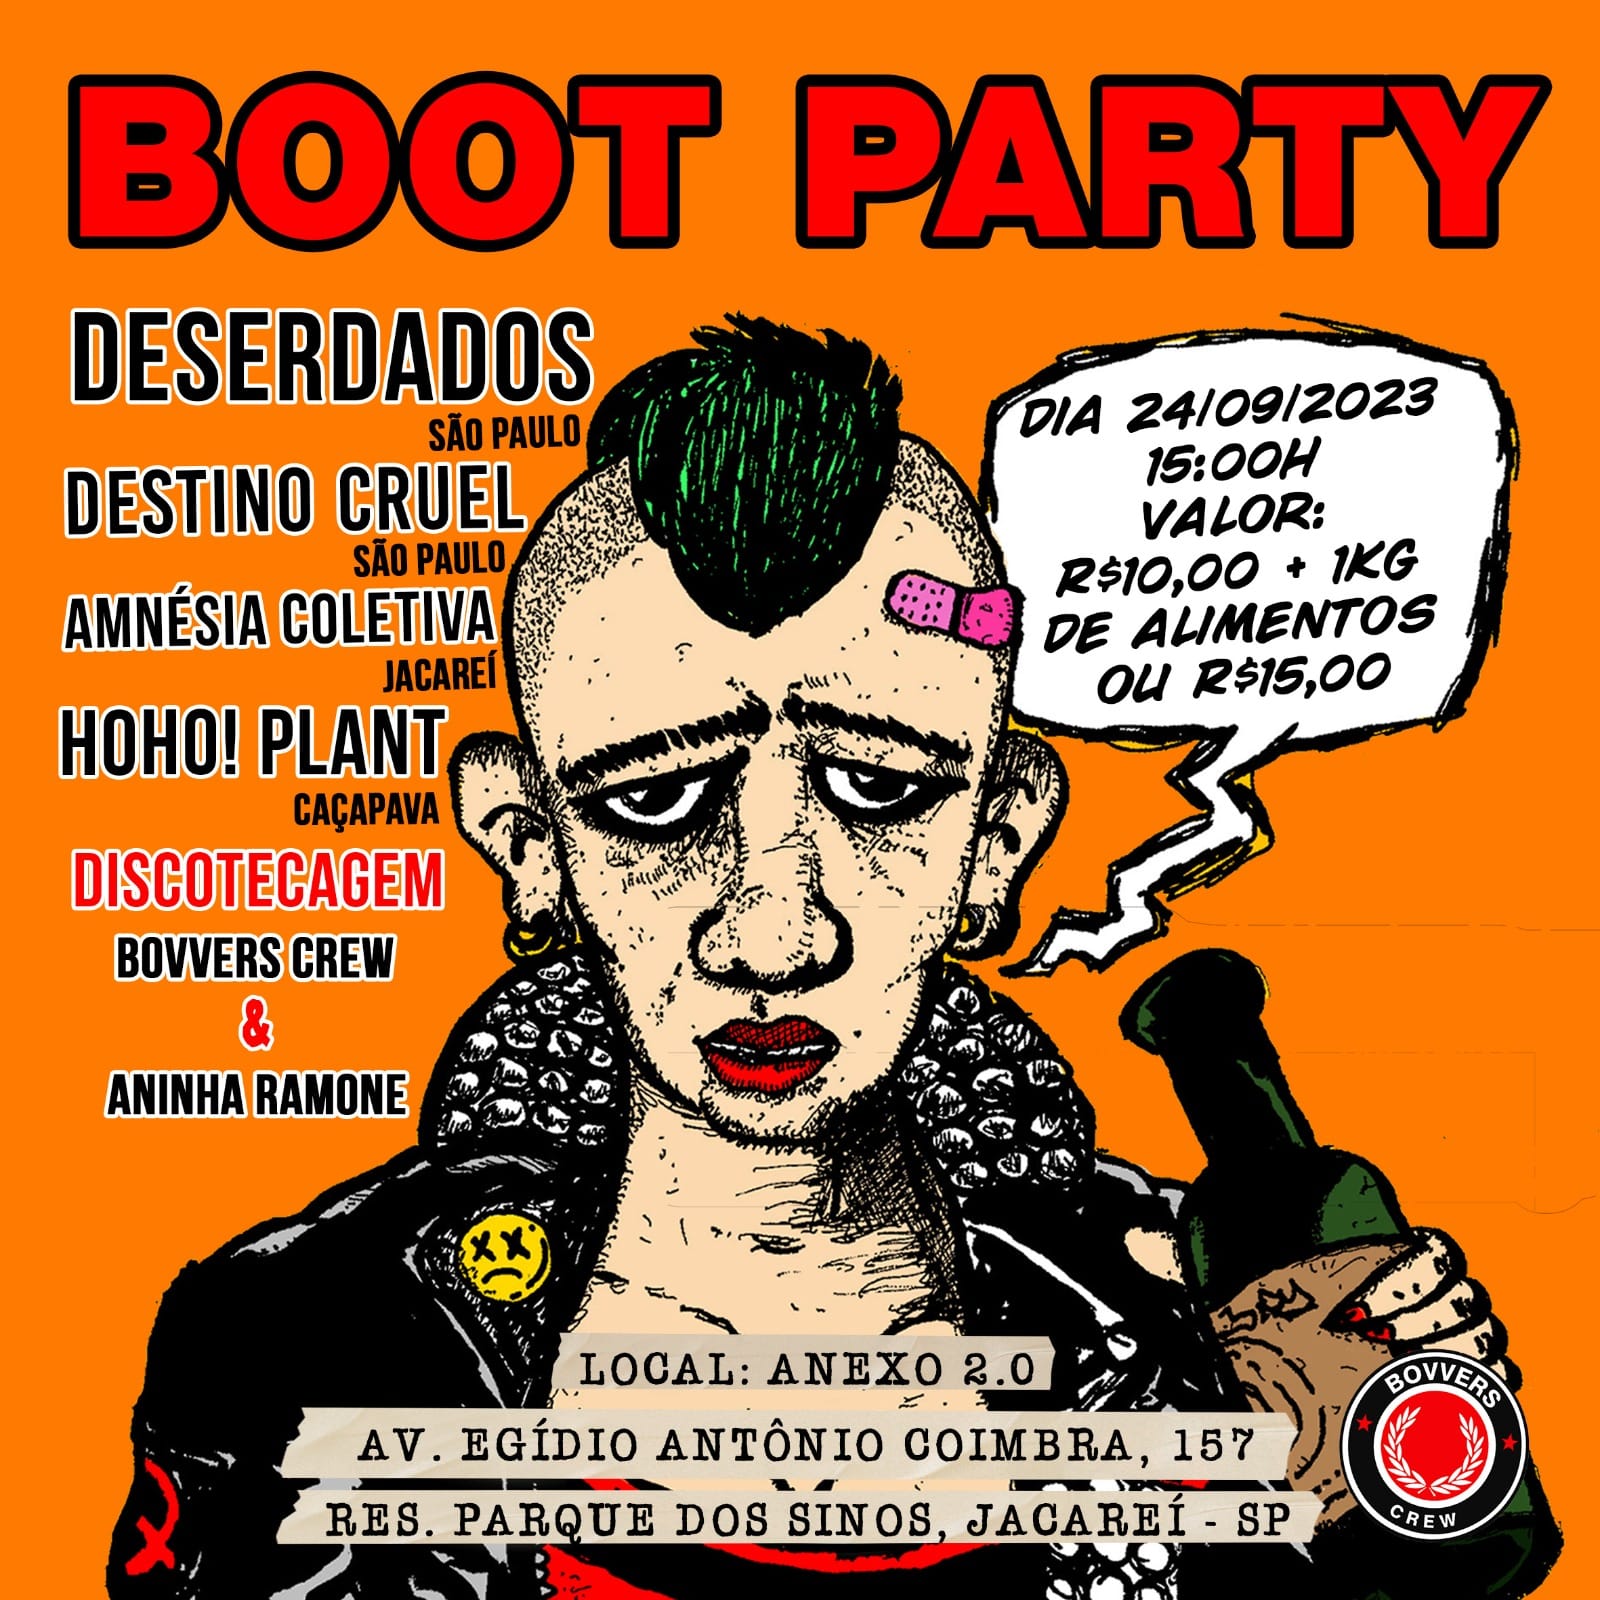 BOOT PARTY
DESERDADOS
SÃO PAULO
DESTINO CRUEL
SÃO PAULO
AMNÉSIA COLETIVA
JACAREÍ
HOHO! PLANT
CAÇAPAVA
DISCOTECAGEM
BOVVERS CREW
&
ANINHA RAMONE
DIA 24/09/2023
15:00H
VALOR:
R$10,00 + 1KG
DE ALIMENTOS
OU R$15,00
LOCAL: ANEXO 2.0
AV. EGÍDIO ANTÔNIO COIMBRA, 157
RES. PARQUE DOS SINOS, JACAREÍ - SP
BOVVERS
CREW